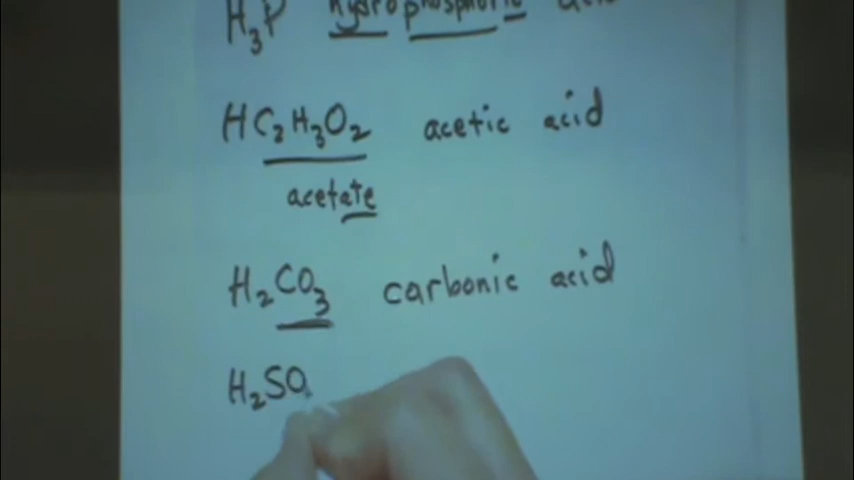 H₃P hydrophosphoric acid
HC₂H₃O₂ acetic acid
acetate
H₂CO₃ carbonic acid
H₂SO